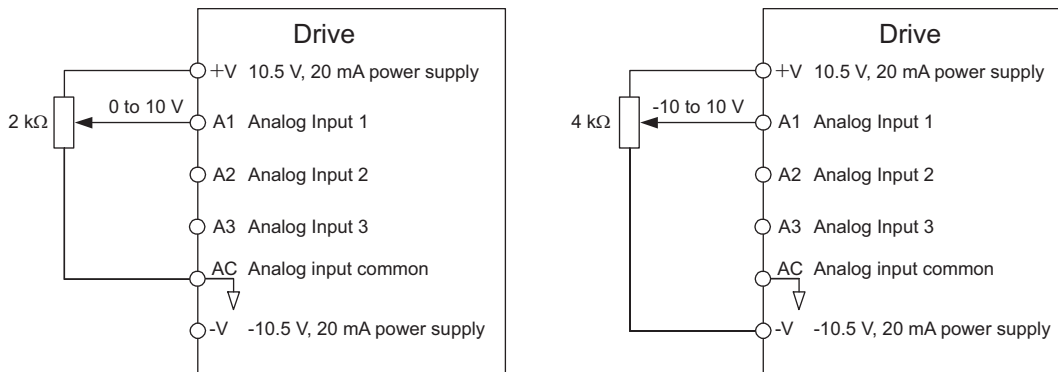 Drive
+V 10.5 V, 20 mA power supply
2 kΩ
0 to 10 V
A1 Analog Input 1
A2 Analog Input 2
A3 Analog Input 3
AC Analog input common
-V -10.5 V, 20 mA power supply
Drive
+V 10.5 V, 20 mA power supply
4 kΩ
-10 to 10 V
A1 Analog Input 1
A2 Analog Input 2
A3 Analog Input 3
AC Analog input common
-V -10.5 V, 20 mA power supply